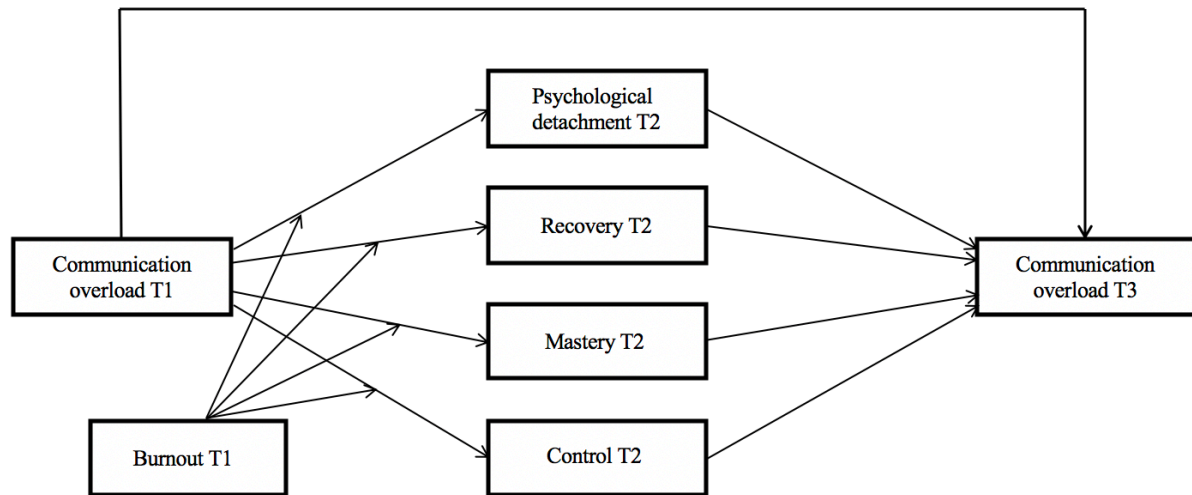 Psychological
detachment T2
Recovery T2
Communication
overload T1
Communication
overload T3
Mastery T2
Burnout T1
Control T2